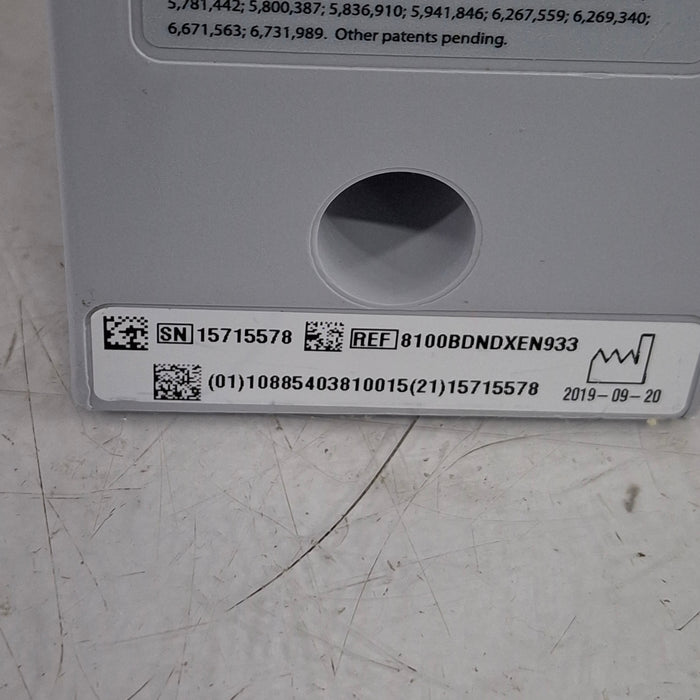 5,781,442; 5,800,387; 5,836,910; 5,941,846; 6,267,559; 6,269,340;
6,671,563; 6,731,989. Other patents pending.
SN 15715578 REF 8100BDNDXEN933
(01)10885403810015(21)15715578 2019-09-20